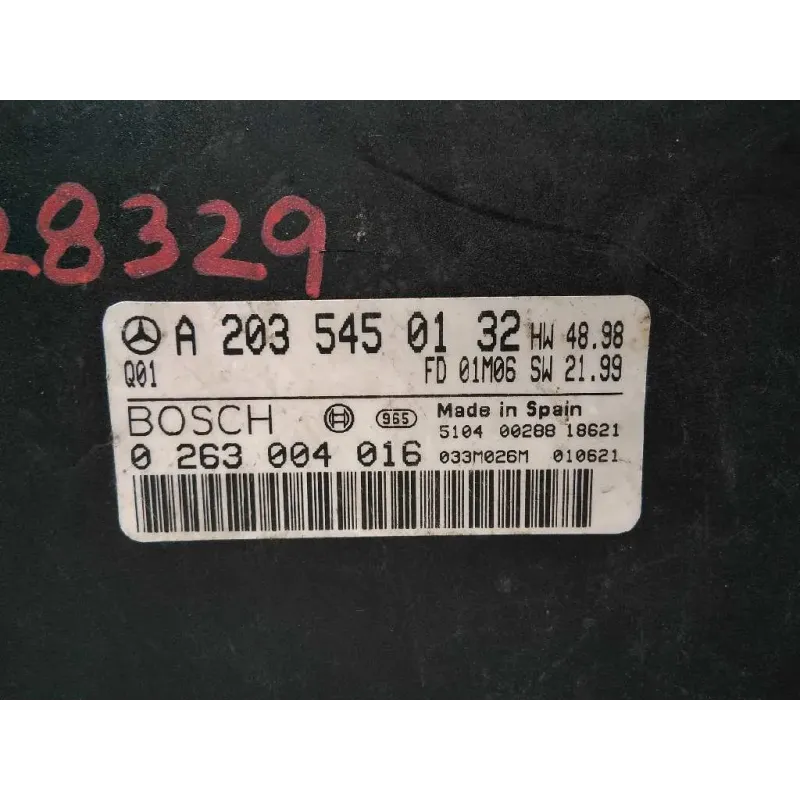 28329
A 203 545 01 32 HW 48.98
Q01 FD 01M06 SW 21.99
BOSCH 965 Made in Spain
5104 00288 18621
0 263 004 016 033M026M 010621